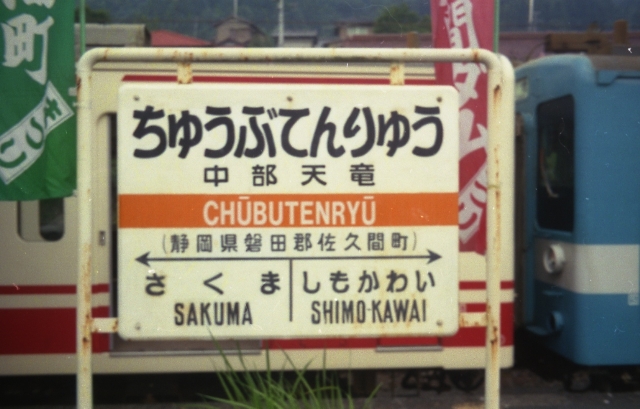 ちゅうぶてんりゅう
中部天竜
CHŪBUTENRYŪ
(静岡県磐田郡佐久間町)
さくま しもかわい
SAKUMA SHIMO-KAWAI